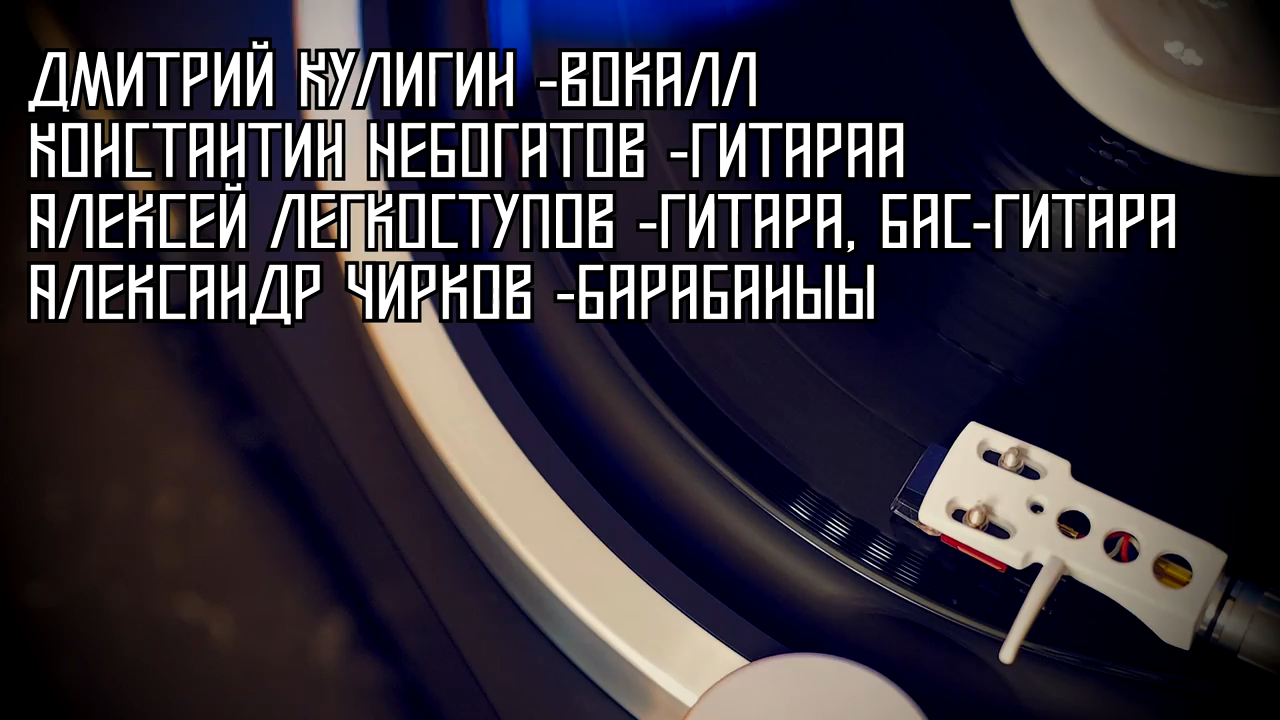 ДМИТРИЙ КУЛИГИН -ВОКАЛЛ
КОНСТАНТИН НЕБОГАТОВ -ГИТАРАА
АЛЕКСЕЙ ЛЕГКОСТУПОВ -ГИТАРА, БАС-ГИТАРА
АЛЕКСАНДР ЧИРКОВ -БАРАБАНЫЫ